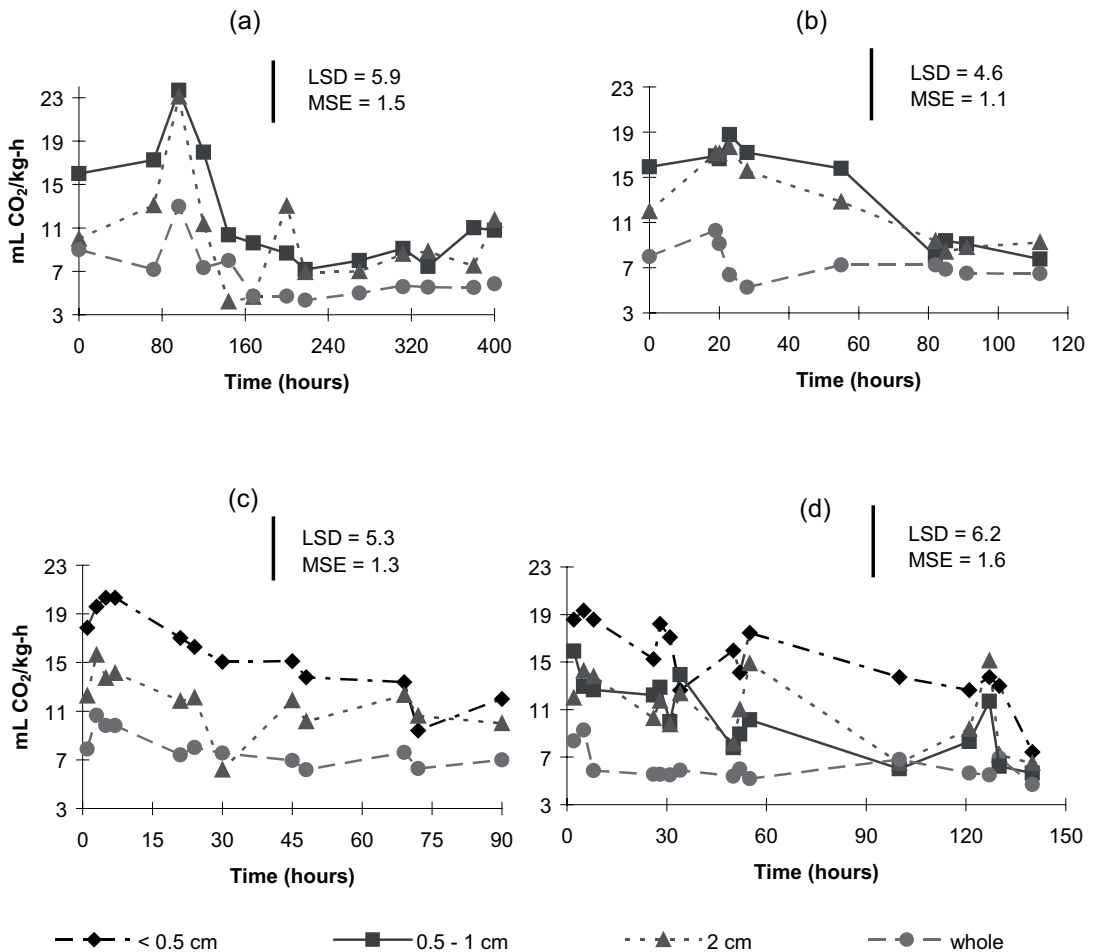 (a)
LSD = 5.9
MSE = 1.5
mL CO₂/kg-h
23
19
15
11
7
3
0 80 160 240 320 400
Time (hours)
(b)
LSD = 4.6
MSE = 1.1
23
19
15
11
7
3
0 20 40 60 80 100 120
Time (hours)
(c)
LSD = 5.3
MSE = 1.3
mL CO₂/kg-h
23
19
15
11
7
3
0 15 30 45 60 75 90
Time (hours)
(d)
LSD = 6.2
MSE = 1.6
23
19
15
11
7
3
0 30 60 90 120 150
Time (hours)
< 0.5 cm 0.5 - 1 cm 2 cm whole